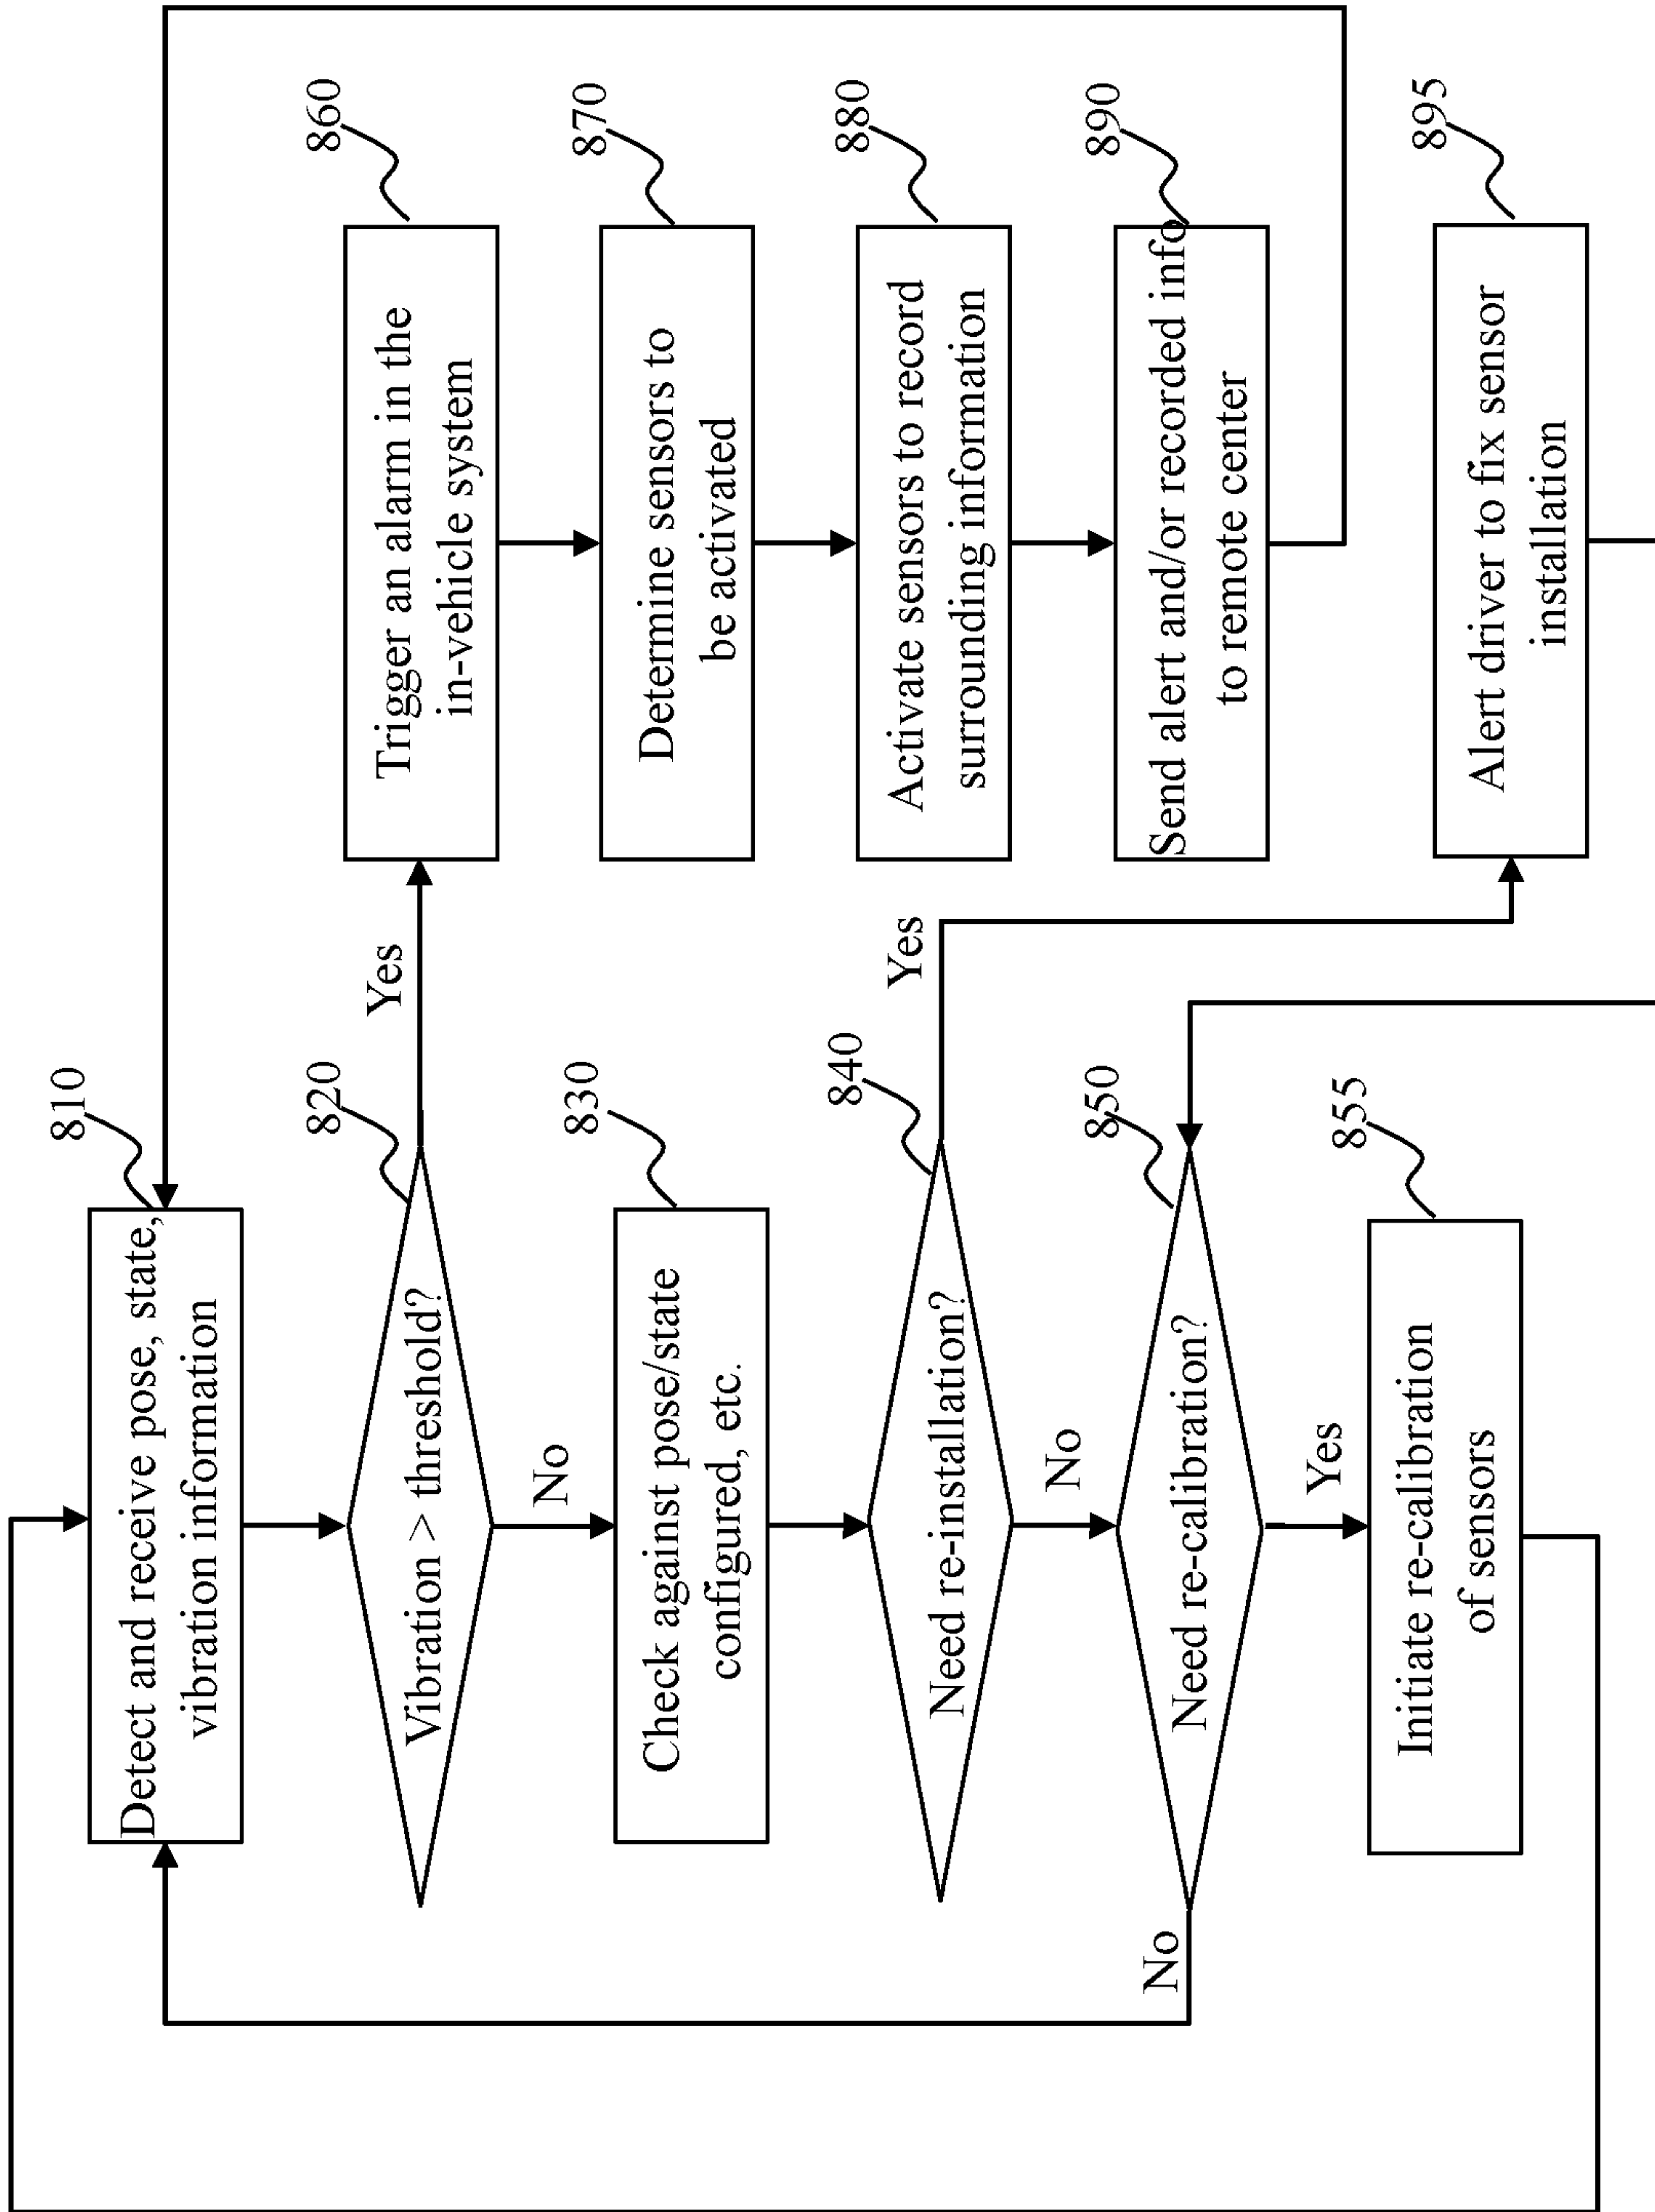 810
Detect and receive pose, state,
vibration information
820
Vibration > threshold?
Yes
No
830
Check against pose/state
configured, etc.
840
Need re-installation?
Yes
No
850
Need re-calibration?
No
Yes
855
Initiate re-calibration
of sensors
860
Trigger an alarm in the
in-vehicle system
870
Determine sensors to
be activated
880
Activate sensors to record
surrounding information
890
Send alert and/or recorded info
to remote center
895
Alert driver to fix sensor
installation